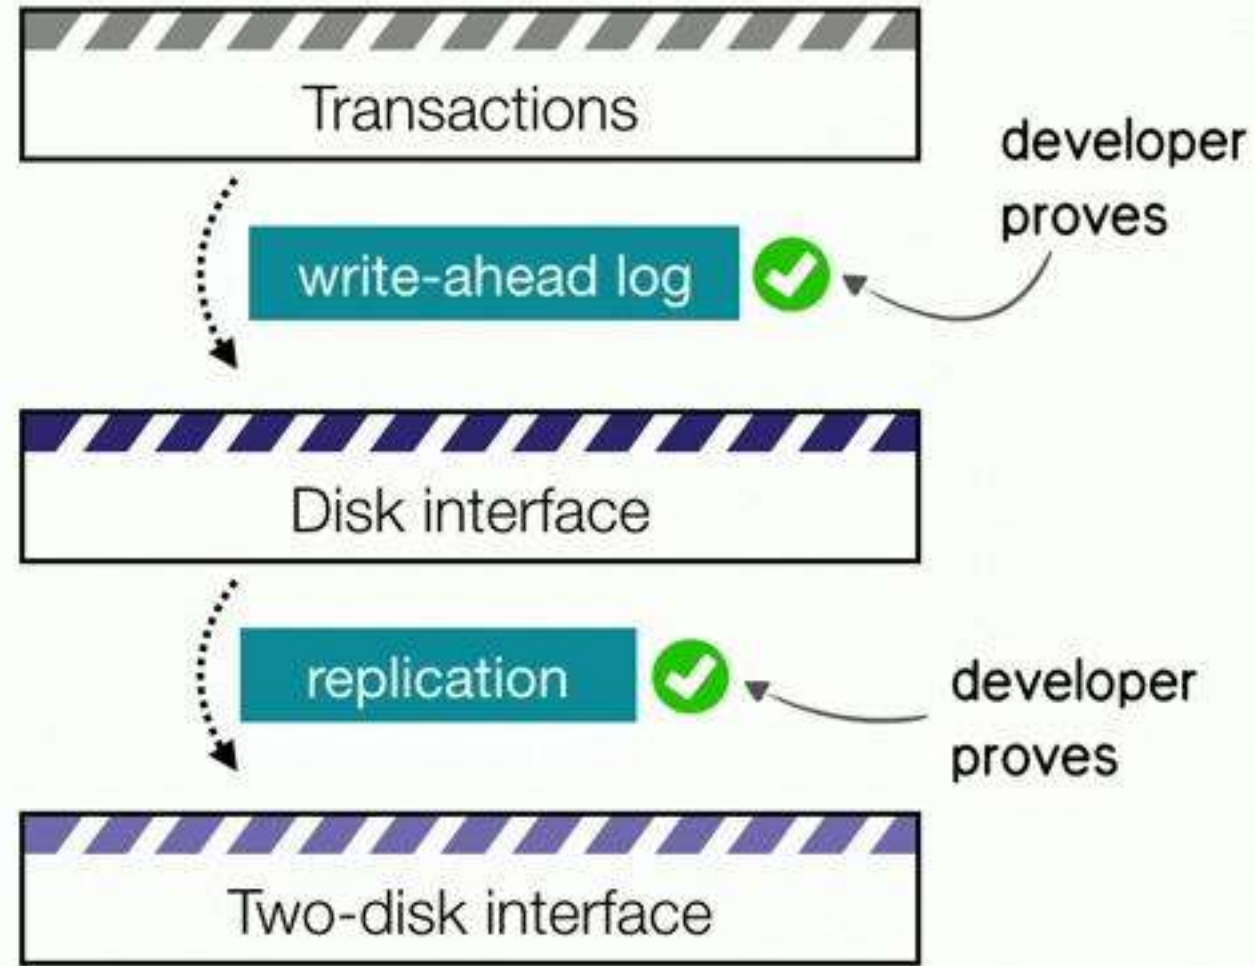 Transactions
developer
proves
write-ahead log
Disk interface
replication
developer
proves
Two-disk interface